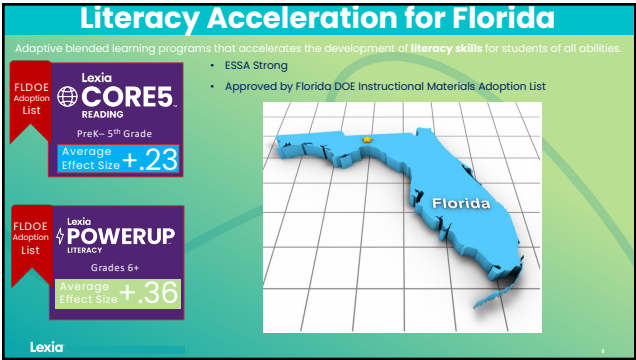 Literacy Acceleration for Florida
Adaptive blended learning programs that accelerates the development of literacy skills for students of all abilities.
• ESSA Strong
• Approved by Florida DOE Instructional Materials Adoption List
FLDOE
Adoption
List
Lexia
CORE5
READING
PreK– 5th Grade
Average
Effect Size +.23
Florida
FLDOE
Adoption
List
Lexia
POWERUP
LITERACY
Grades 6+
Average
Effect Size +.36
Lexia